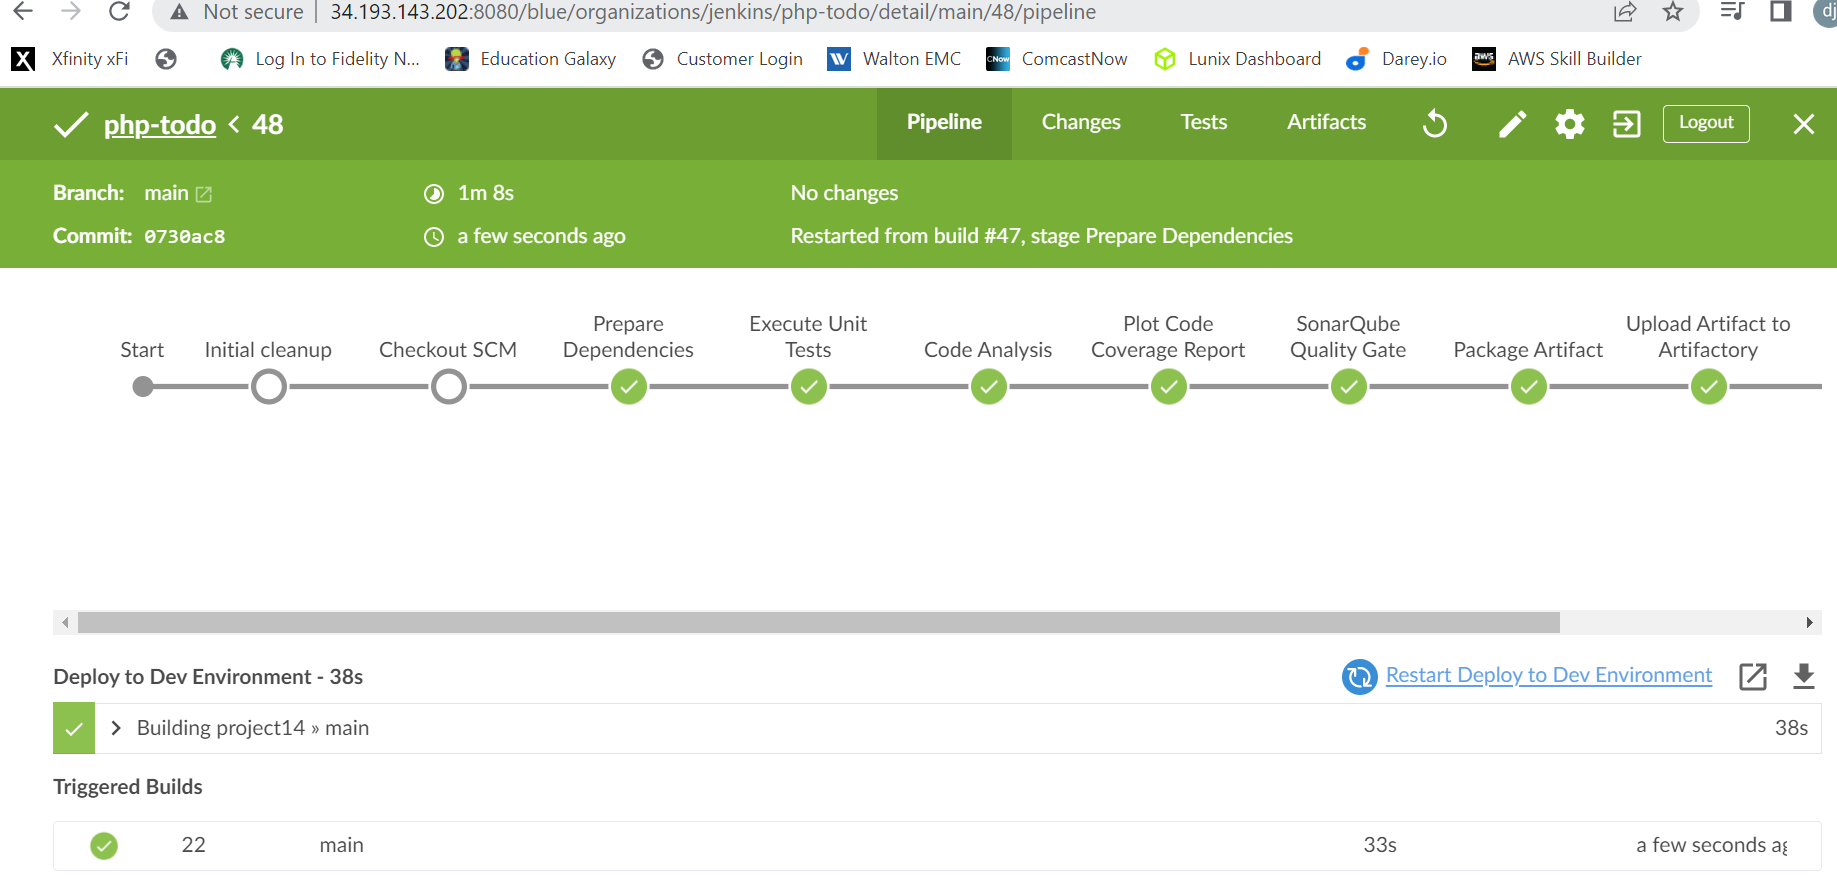 Not secure | 34.193.143.202:8080/blue/organizations/jenkins/php-todo/detail/main/48/pipeline dj
X Xfinity xFi Log In to Fidelity N... Education Galaxy Customer Login W Walton EMC CNow ComcastNow Lunix Dashboard Darey.io aws AWS Skill Builder
php-todo < 48 Pipeline Changes Tests Artifacts Logout
Branch: main 1m 8s No changes
Commit: 0730ac8 a few seconds ago Restarted from build #47, stage Prepare Dependencies
Start
Initial cleanup
Checkout SCM
Prepare
Dependencies
Execute Unit
Tests
Code Analysis
Plot Code
Coverage Report
SonarQube
Quality Gate
Package Artifact
Upload Artifact to
Artifactory
Deploy to Dev Environment - 38s Restart Deploy to Dev Environment
Building project14 » main 38s
Triggered Builds
22 main 33s a few seconds